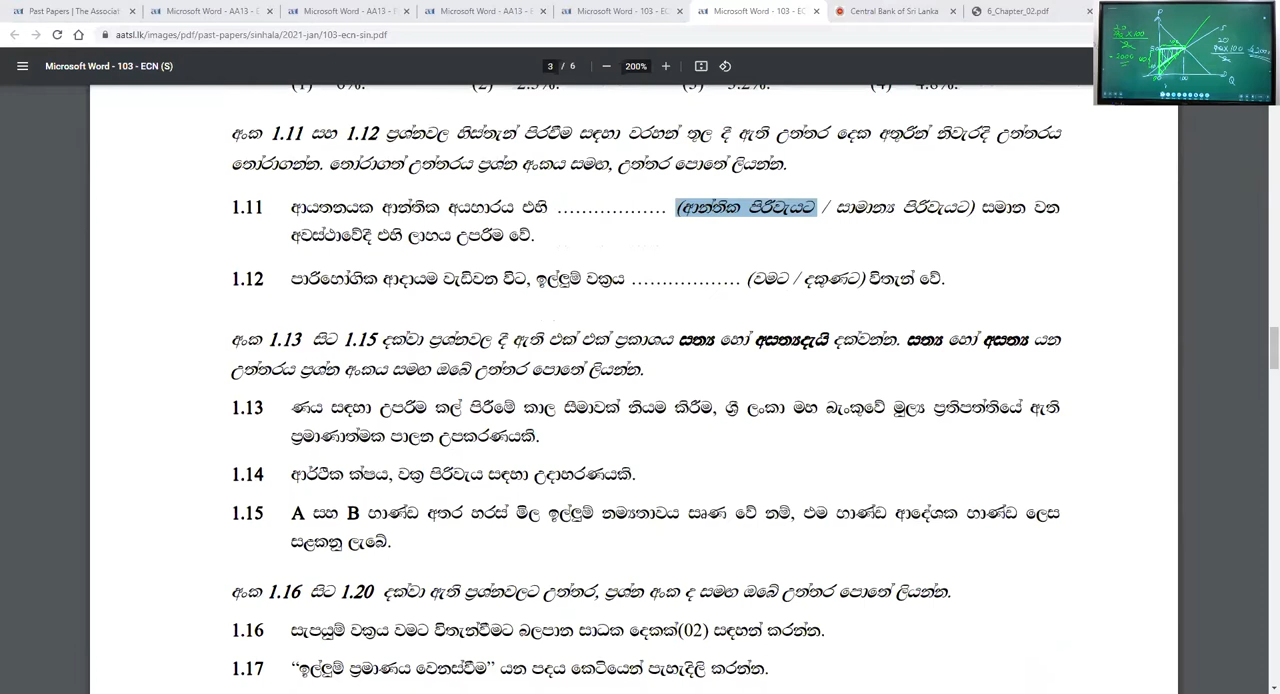 Past Papers | The Associat
Microsoft Word - AA13 - E
Microsoft Word - AA13 - F
Microsoft Word - AA13 - E
Microsoft Word - 103 - EC
Microsoft Word - 103 - EC
Central Bank of Sri Lanka
6_Chapter_02.pdf
aatsl.lk/images/pdf/past-papers/sinhala/2021-jan/103-ecn-sin.pdf
Microsoft Word - 103 - ECN (S)
3 / 6
200%
අංක 1.11 සහ 1.12 ප්‍රශ්නවල හිස්තැන් පිරවීම සඳහා වරහන් තුල දී ඇති උත්තර දෙක අතුරින් නිවැරදි උත්තරය
තෝරාගන්න. තෝරාගත් උත්තරය ප්‍රශ්න අංකය සමඟ, උත්තර පොතේ ලියන්න.
1.11 ආයතනයක ආන්තික අයභාරය එහි .................. (ආන්තික පිරිවැයට / සාමාන්‍ය පිරිවැයට) සමාන වන
අවස්ථාවේදී එහි ලාභය උපරිම වේ.
1.12 පාරිභෝගික ආදායම වැඩිවන විට, ඉල්ලුම් වක්‍රය .................. (වමට / දකුණට) විතැන් වේ.
අංක 1.13 සිට 1.15 දක්වා ප්‍රශ්නවල දී ඇති එක් එක් ප්‍රකාශය සත්‍ය හෝ අසත්‍යදැයි දක්වන්න. සත්‍ය හෝ අසත්‍ය යන
උත්තරය ප්‍රශ්න අංකය සමඟ ඔබේ උත්තර පොතේ ලියන්න.
1.13 ණය සඳහා උපරිම කල් පිරීමේ කාල සීමාවක් නියම කිරීම, ශ්‍රී ලංකා මහ බැංකුවේ මූල්‍ය ප්‍රතිපත්තියේ ඇති
ප්‍රමාණාත්මක පාලන උපකරණයකි.
1.14 ආර්ථික ක්ෂය, වක්‍ර පිරිවැය සඳහා උදාහරණයකි.
1.15 A සහ B භාණ්ඩ අතර හරස් මිල ඉල්ලුම් නම්‍යතාවය සෘණ වේ නම්, එම භාණ්ඩ ආදේශක භාණ්ඩ ලෙස
සළකනු ලැබේ.
අංක 1.16 සිට 1.20 දක්වා ඇති ප්‍රශ්නවලට උත්තර, ප්‍රශ්න අංක ද සමඟ ඔබේ උත්තර පොතේ ලියන්න.
1.16 සැපයුම් වක්‍රය වමට විතැන්වීමට බලපාන සාධක දෙකක්(02) සඳහන් කරන්න.
1.17 “ඉල්ලුම් ප්‍රමාණය වෙනස්වීම” යන පදය කෙටියෙන් පැහැදිලි කරන්න.